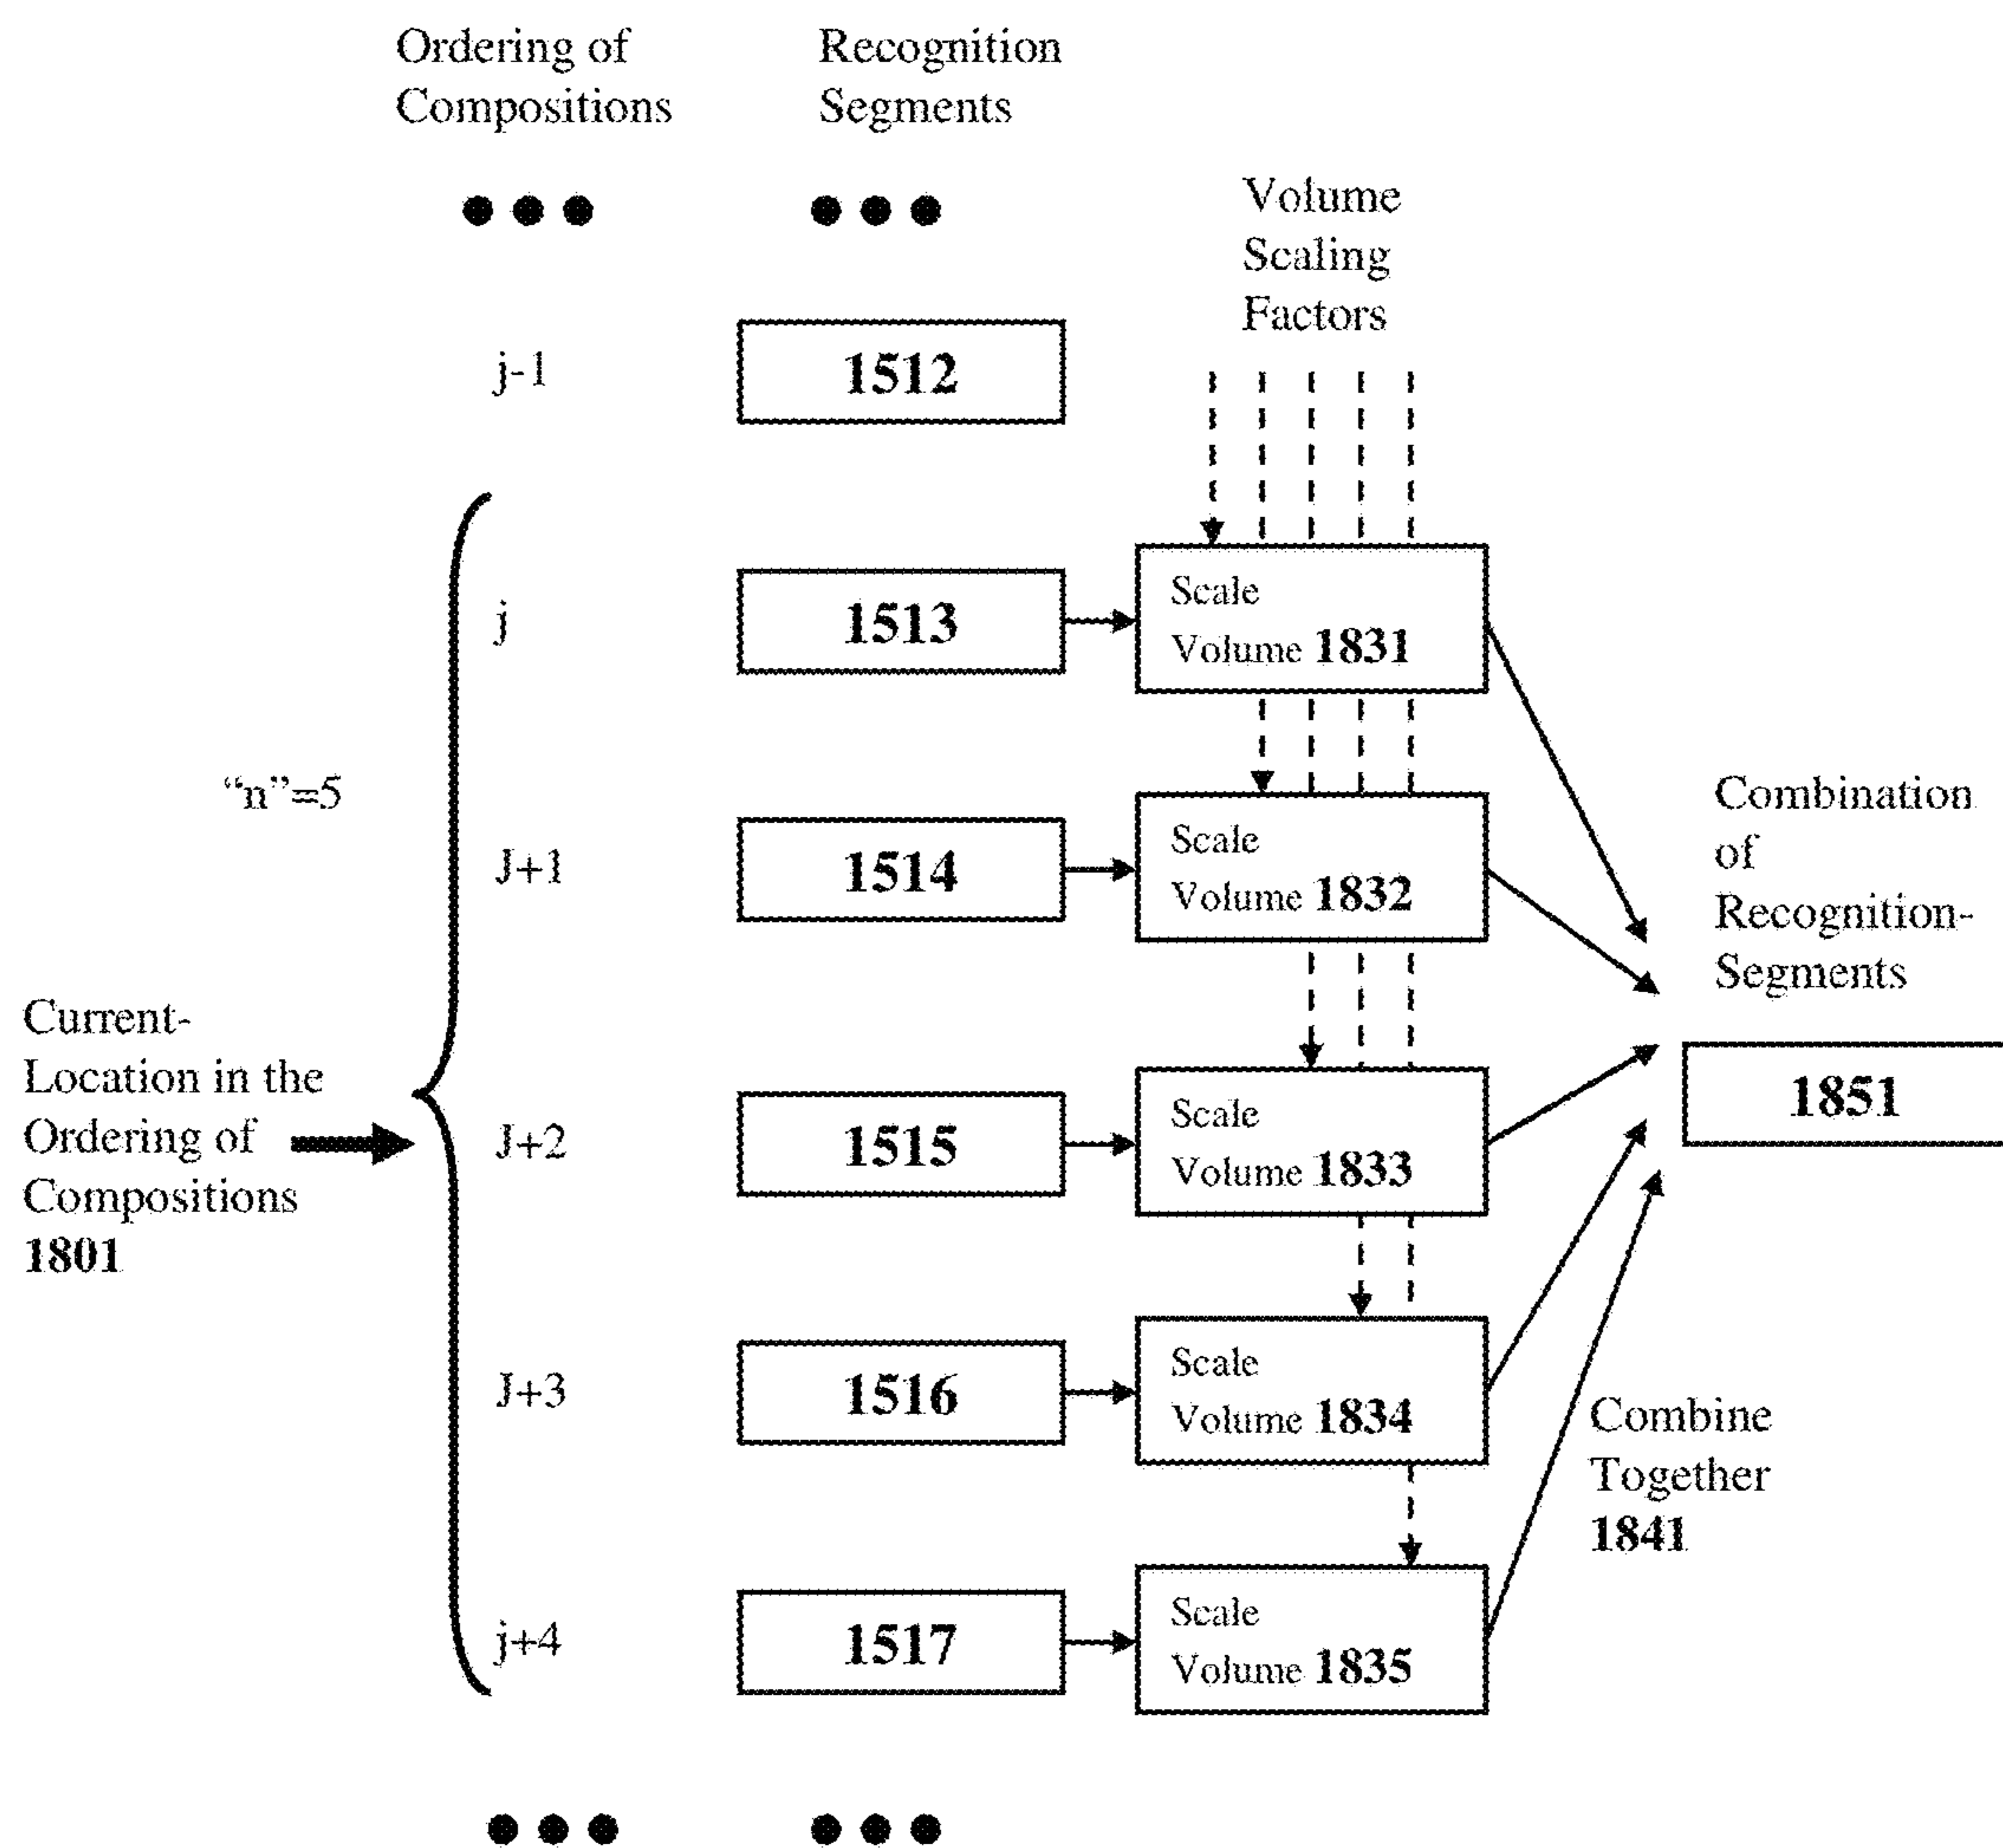 Ordering of
Compositions
Recognition
Segments
Volume
Scaling
Factors
j-1
1512
j
1513
Scale
Volume 1831
“n”=5
J+1
1514
Scale
Volume 1832
Combination
of
Recognition-
Segments
Current-
Location in the
Ordering of
Compositions
1801
J+2
1515
Scale
Volume 1833
1851
J+3
1516
Scale
Volume 1834
Combine
Together
1841
j+4
1517
Scale
Volume 1835